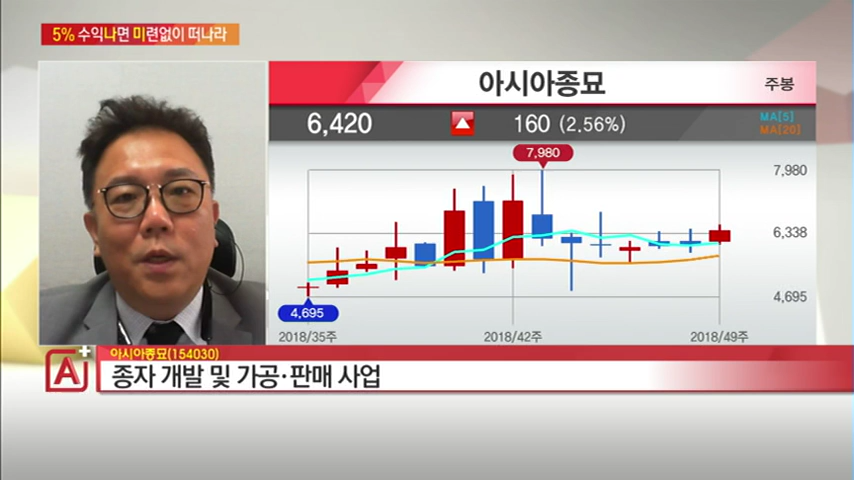 5% 수익나면 미련없이 떠나라
아시아종묘
주봉
6,420 ▲ 160 (2.56%)
MA[5]
MA[20]
7,980
7,980
6,338
4,695
4,695
2018/35주 2018/42주 2018/49주
아시아종묘(154030)
A+
종자 개발 및 가공·판매 사업